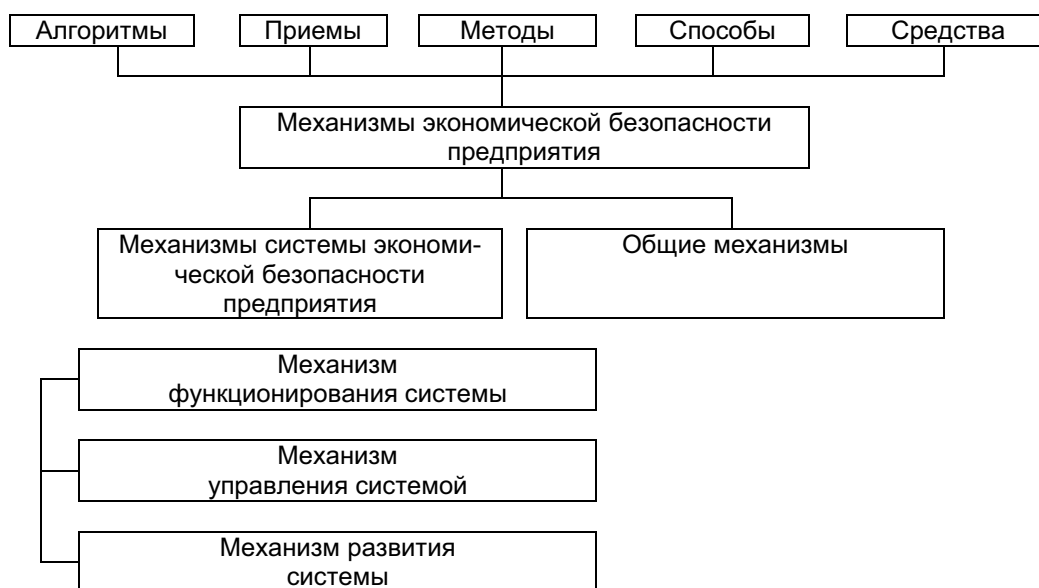 Алгоритмы Приемы Методы Способы Средства
Механизмы экономической безопасности
предприятия
Механизмы системы экономи-
ческой безопасности
предприятия
Общие механизмы
Механизм
функционирования системы
Механизм
управления системой
Механизм развития
системы